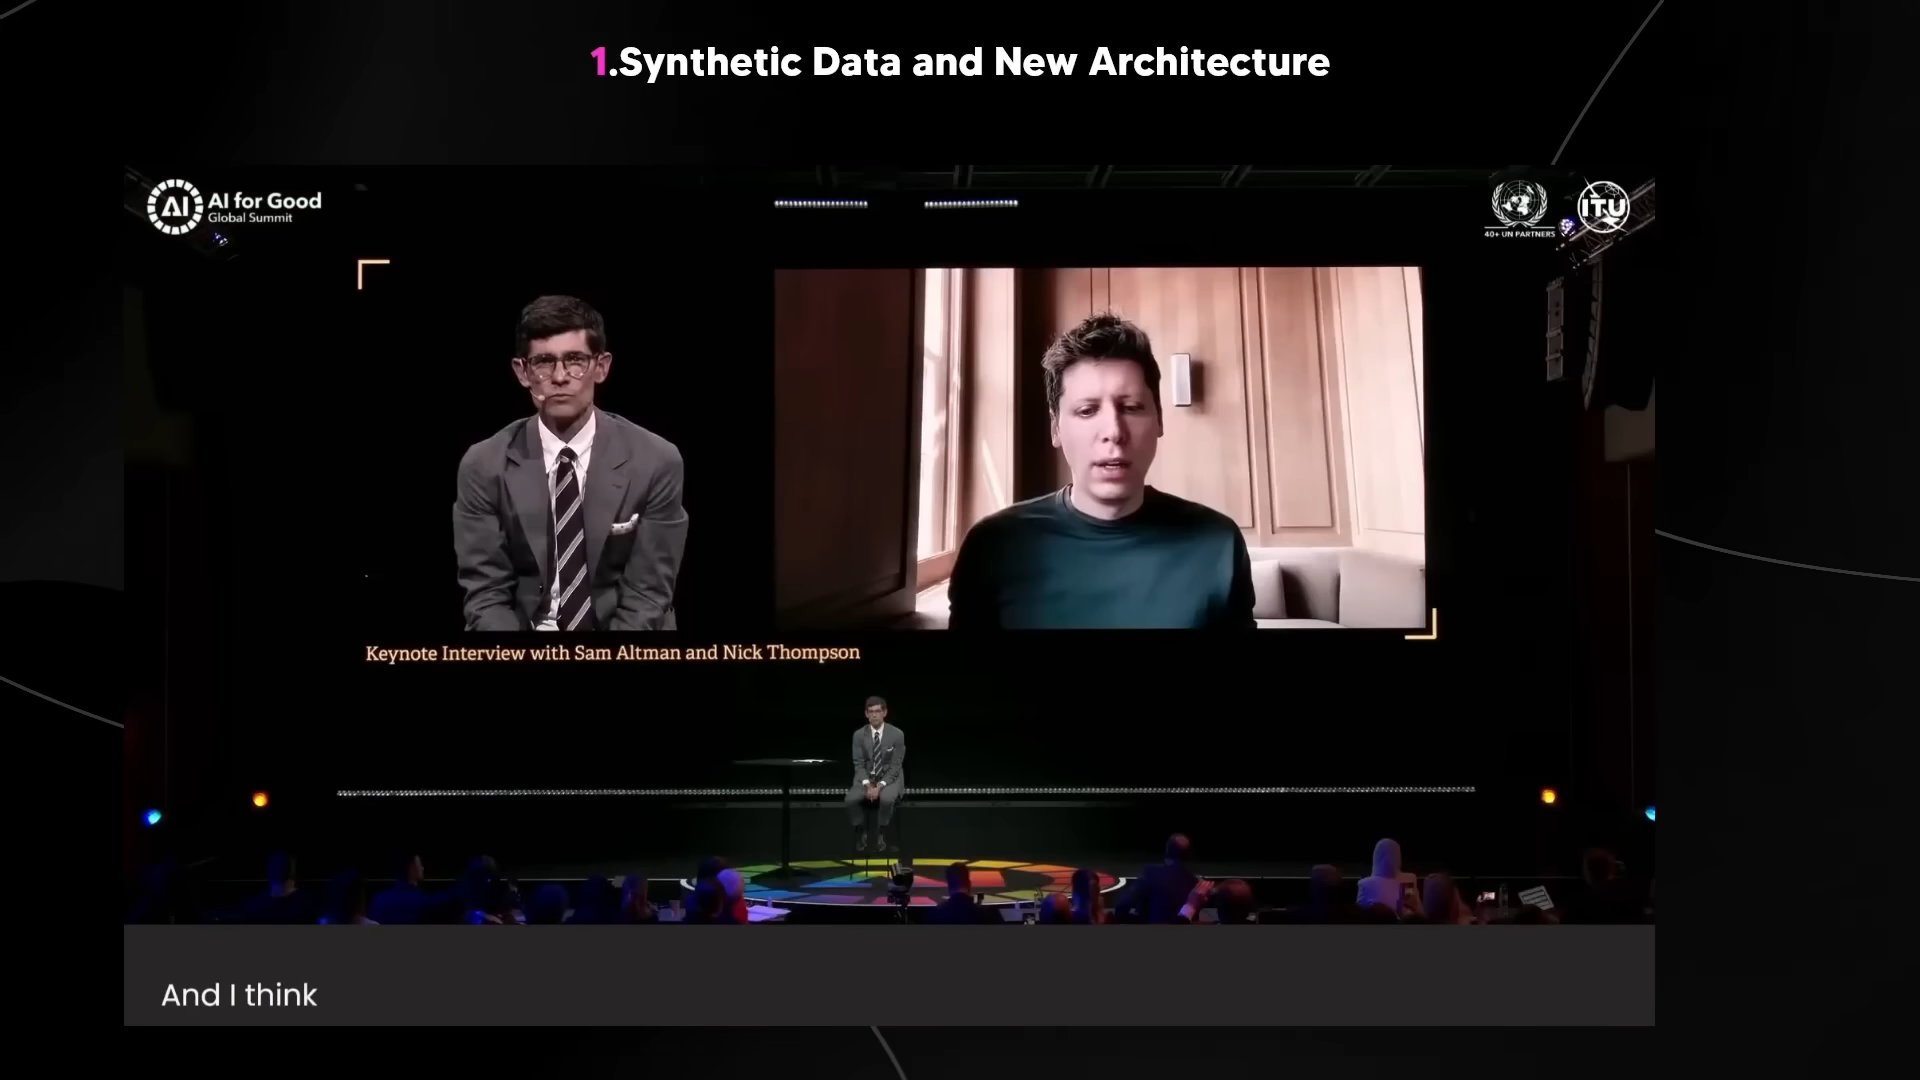 1.Synthetic Data and New Architecture
AI
AI for Good
Global Summit
40+ UN PARTNERS
ITU
Keynote Interview with Sam Altman and Nick Thompson
And I think